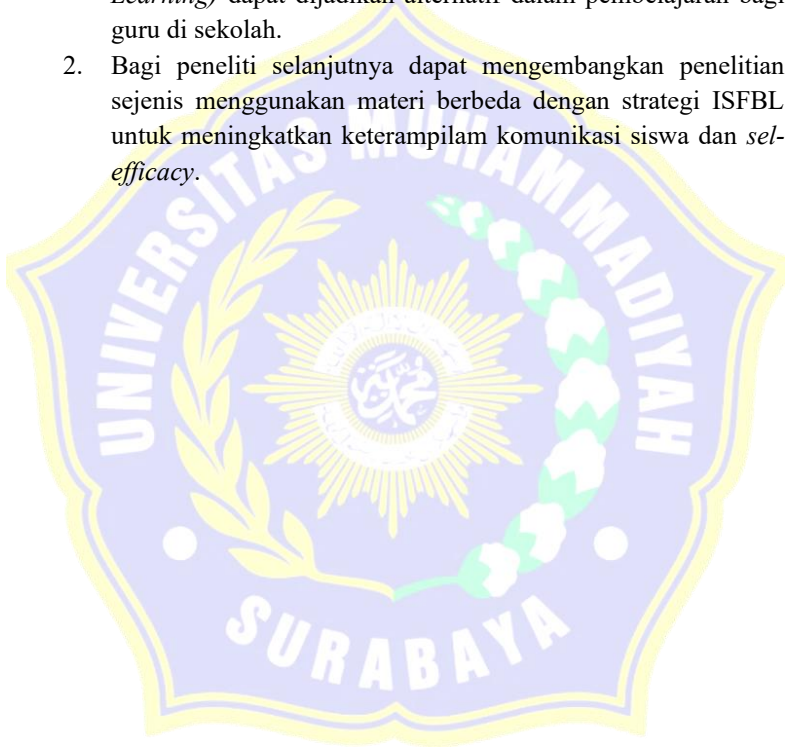 Learning) dapat dijadikan alternatif dalam pembelajaran bagi
guru di sekolah.
2. Bagi peneliti selanjutnya dapat mengembangkan penelitian
sejenis menggunakan materi berbeda dengan strategi ISFBL
untuk meningkatkan keterampilam komunikasi siswa dan sel-
efficacy.
UNIVERSITAS MUHAMMADIYAH
SURABAYA